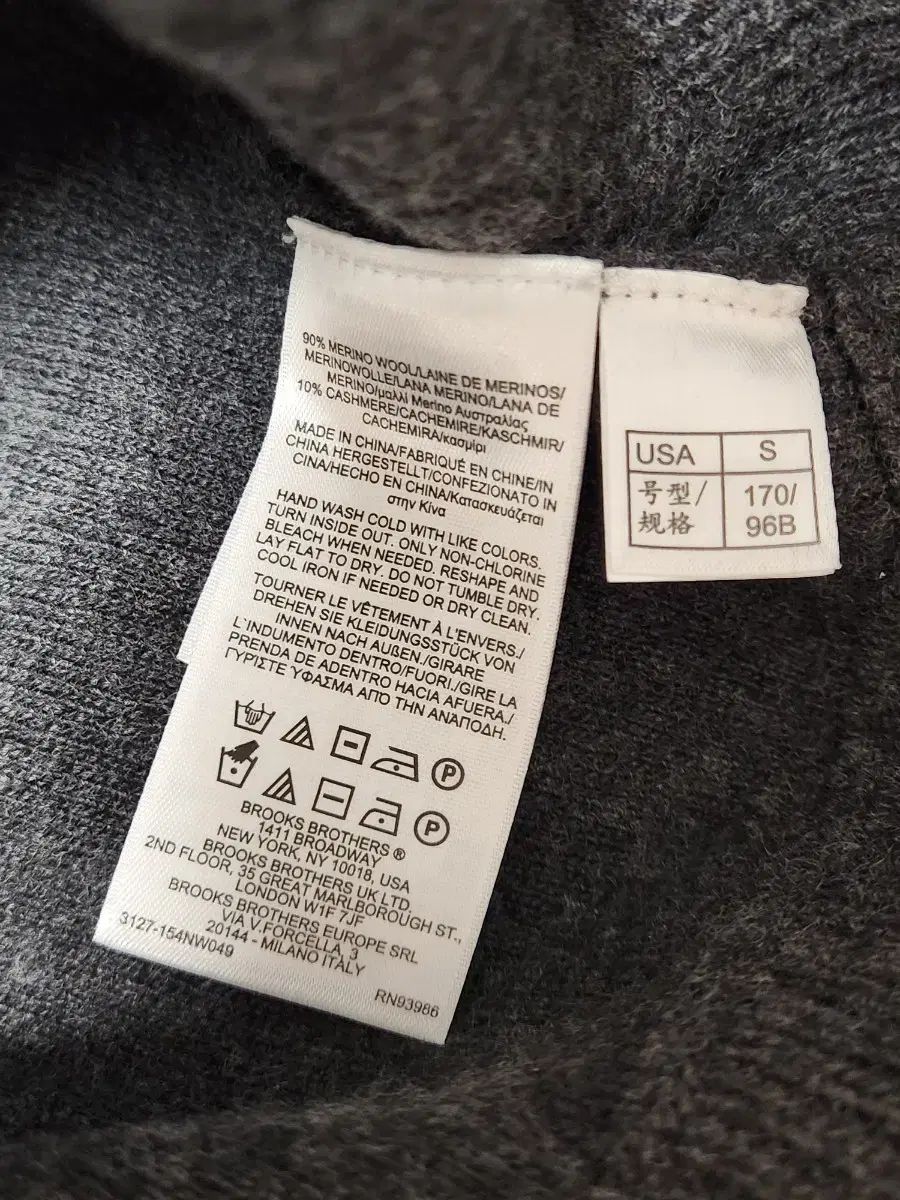 90% MERINO WOOL/LAINE DE MERINOS/
MERINOWOLLE/LANA MERINO/LANA DE
MERINO/μαλλί Merino Αυστραλίας
10% CASHMERE/CACHEMIRE/KASCHMIR/
CACHEMIRA/κασμίρι
MADE IN CHINA/FABRIQUÉ EN CHINE/IN
CHINA HERGESTELLT/CONFEZIONATO IN
CINA/HECHO EN CHINA/Κατασκευάζεται
στην Κίνα
HAND WASH COLD WITH LIKE COLORS.
TURN INSIDE OUT. ONLY NON-CHLORINE
BLEACH WHEN NEEDED. RESHAPE AND
LAY FLAT TO DRY. DO NOT TUMBLE DRY.
COOL IRON IF NEEDED OR DRY CLEAN.
TOURNER LE VÊTEMENT À L'ENVERS./
DREHEN SIE KLEIDUNGSSTÜCK VON
INNEN NACH AUßEN./GIRARE
L`INDUMENTO DENTRO/FUORI./GIRE LA
PRENDA DE ADENTRO HACIA AFUERA./
ΓΥΡΙΣΤΕ ΎΦΑΣΜΑ ΑΠΌ ΤΗΝ ΑΝΆΠΟΔΗ.
P
P
BROOKS BROTHERS ®
1411 BROADWAY
NEW YORK, NY 10018, USA
BROOKS BROTHERS UK LTD.
2ND FLOOR, 35 GREAT MARLBOROUGH ST.,
LONDON W1F 7JF
BROOKS BROTHERS EUROPE SRL
VIA V.FORCELLA, 3
20144 - MILANO ITALY
3127-154NW049
RN93986
USA S
号型/ 170/
规格 96B